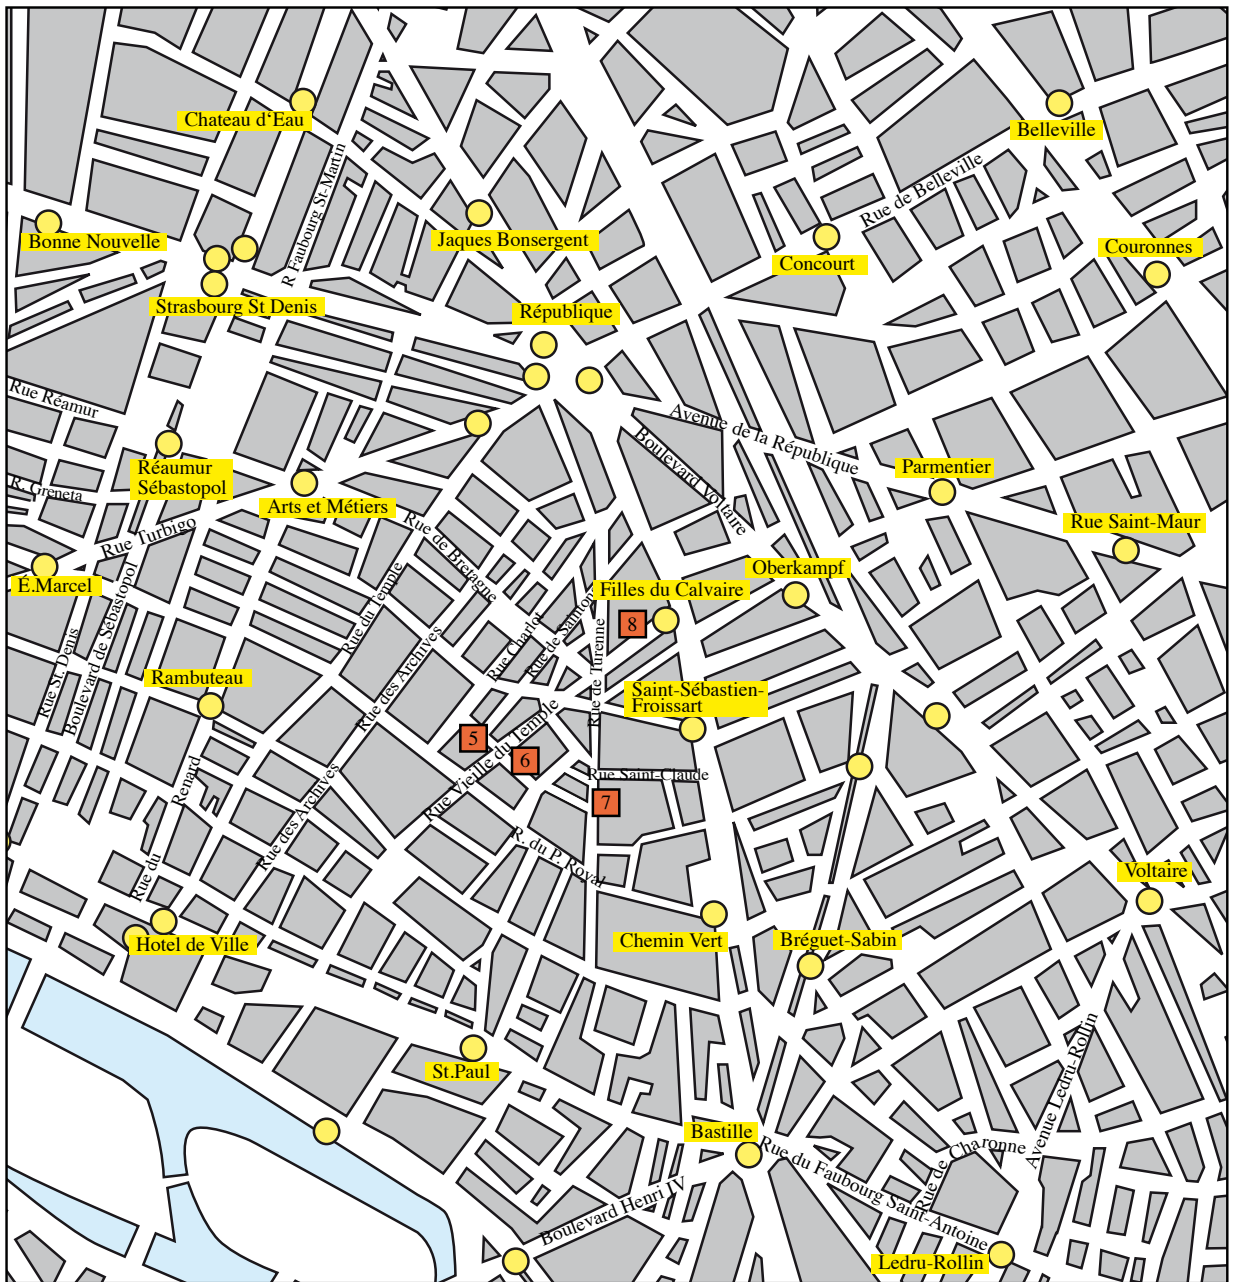 Chateau d'Eau
Belleville
R Faubourg St-Martin
Rue de Belleville
Bonne Nouvelle
Jaques Bonsergent
Concourt
Couronnes
Strasbourg St Denis
République
Rue Réamur
Avenue de la République
Boulevard Voltaire
Réaumur
Sébastopol
Parmentier
R. Greneta
Arts et Métiers
Rue Saint-Maur
Rue Turbigo
Rue de Bretagne
É.Marcel
Oberkampf
Filles du Calvaire
Rue du Temple
8
Rue St. Denis
Boulevard de Sébastopol
Rue des Archives
Rue Charlot
Rue de Saintong
Rue de Turenne
Rambuteau
Saint-Sébastien-
Froissart
5
6
Rue Vieille du Temple
Rue Saint-Claude
7
Rue du Renard
Rue des Archives
R. du P. Royal
Voltaire
Hotel de Ville
Chemin Vert
Bréguet-Sabin
St.Paul
Avenue Ledru-Rollin
Bastille
Rue du Faubourg Saint-Antoine
Rue de Charonne
Boulevard Henri IV
Ledru-Rollin